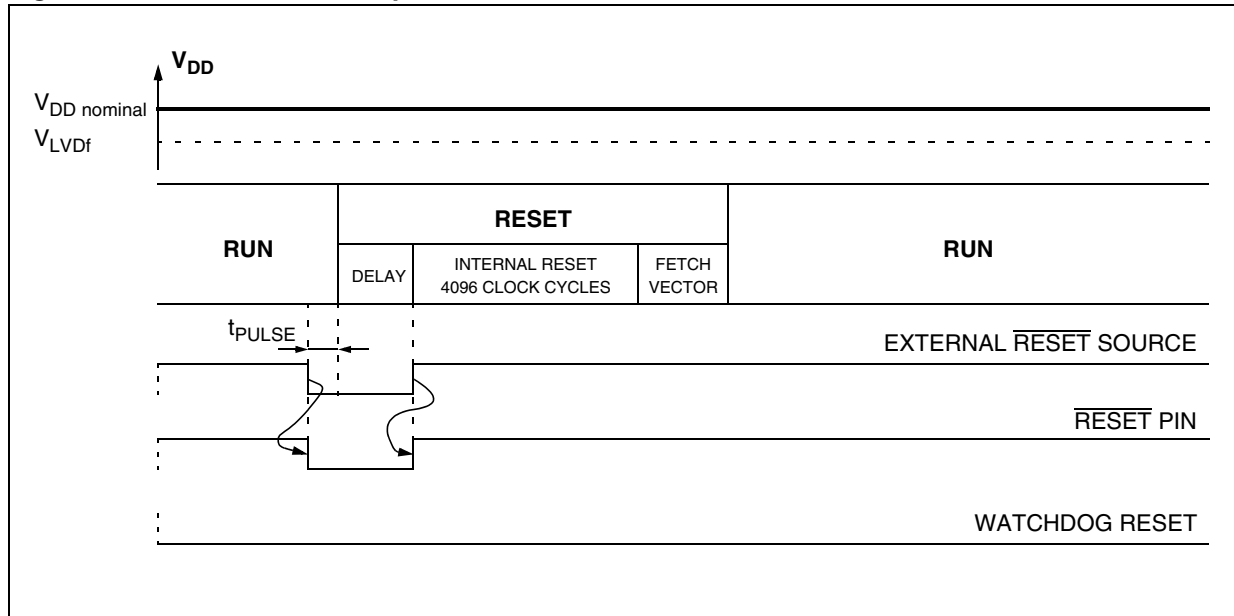 VDD
VDD nominal
VLVDf
RUN
RESET
RUN
DELAY
INTERNAL RESET
4096 CLOCK CYCLES
FETCH
VECTOR
tPULSE
EXTERNAL RESET SOURCE
RESET PIN
WATCHDOG RESET